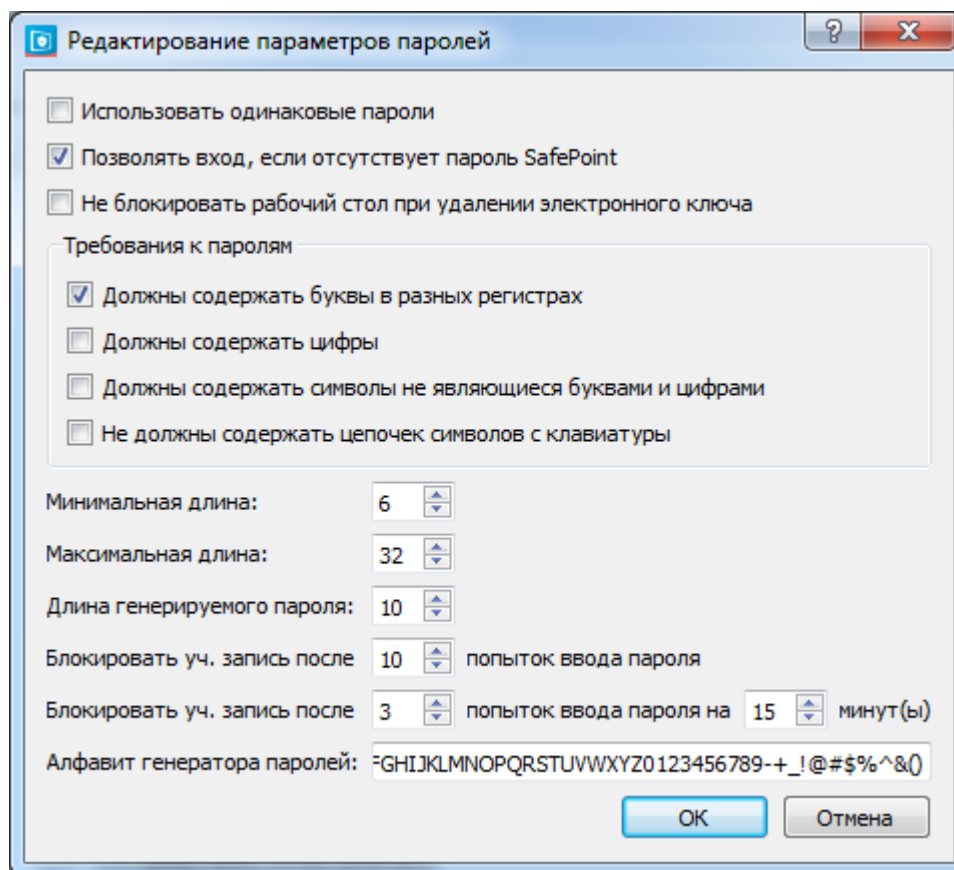 Редактирование параметров паролей
Использовать одинаковые пароли
Позволять вход, если отсутствует пароль SafePoint
Не блокировать рабочий стол при удалении электронного ключа
Требования к паролям
Должны содержать буквы в разных регистрах
Должны содержать цифры
Должны содержать символы не являющиеся буквами и цифрами
Не должны содержать цепочек символов с клавиатуры
Минимальная длина: 6
Максимальная длина: 32
Длина генерируемого пароля: 10
Блокировать уч. запись после 10 попыток ввода пароля
Блокировать уч. запись после 3 попыток ввода пароля на 15 минут(ы)
Алфавит генератора паролей: FGHIJKLMNOPQRSTUVWXYZ0123456789-+_!@#$%^&()
ОК Отмена